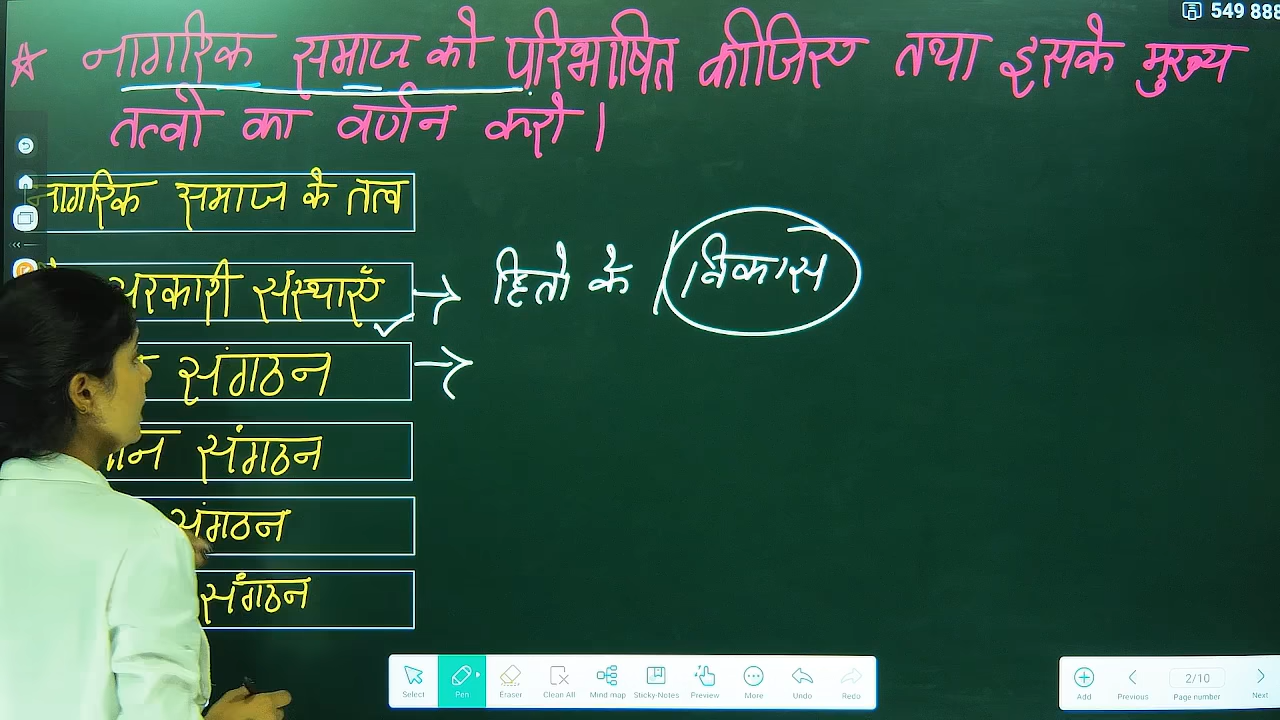 549 888
☆ नागरिक समाज को परिभाषित कीजिए तथा इसके मुख्य
तत्वों का वर्णन करो।
नागरिक समाज के तत्व
सरकारी संस्थाएँ → हितों के विकास
संगठन →
संगठन
संगठन
संगठन
Select Pen Eraser Clean All Mind map Sticky-Notes Preview More Undo Redo
Add Previous 2/10 Page number Next